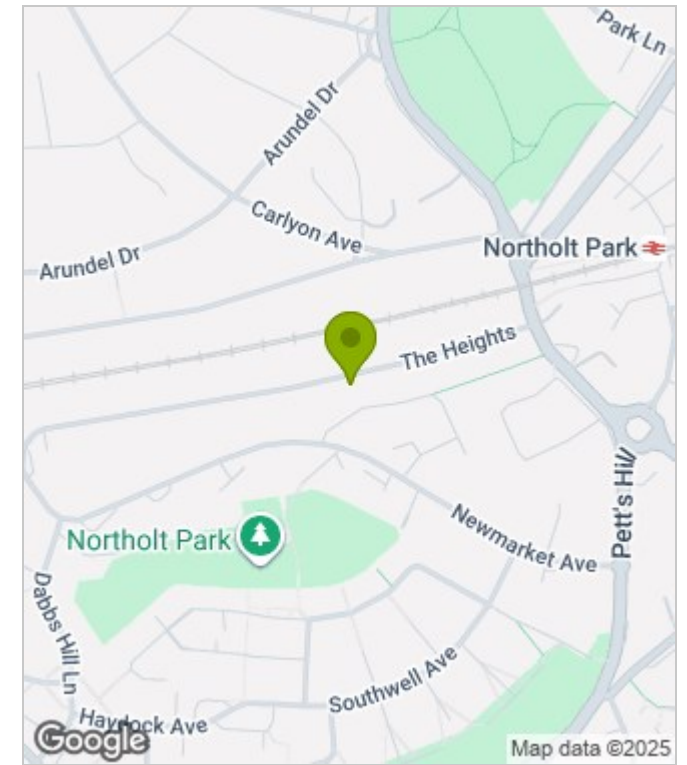 Park Ln
Arundel Dr
Carlyon Ave
Northolt Park
Arundel Dr
The Heights
Pett's Hill
Newmarket Ave
Northolt Park
Dabbs Hill Ln
Southwell Ave
Haydock Ave
Google
Map data ©2025